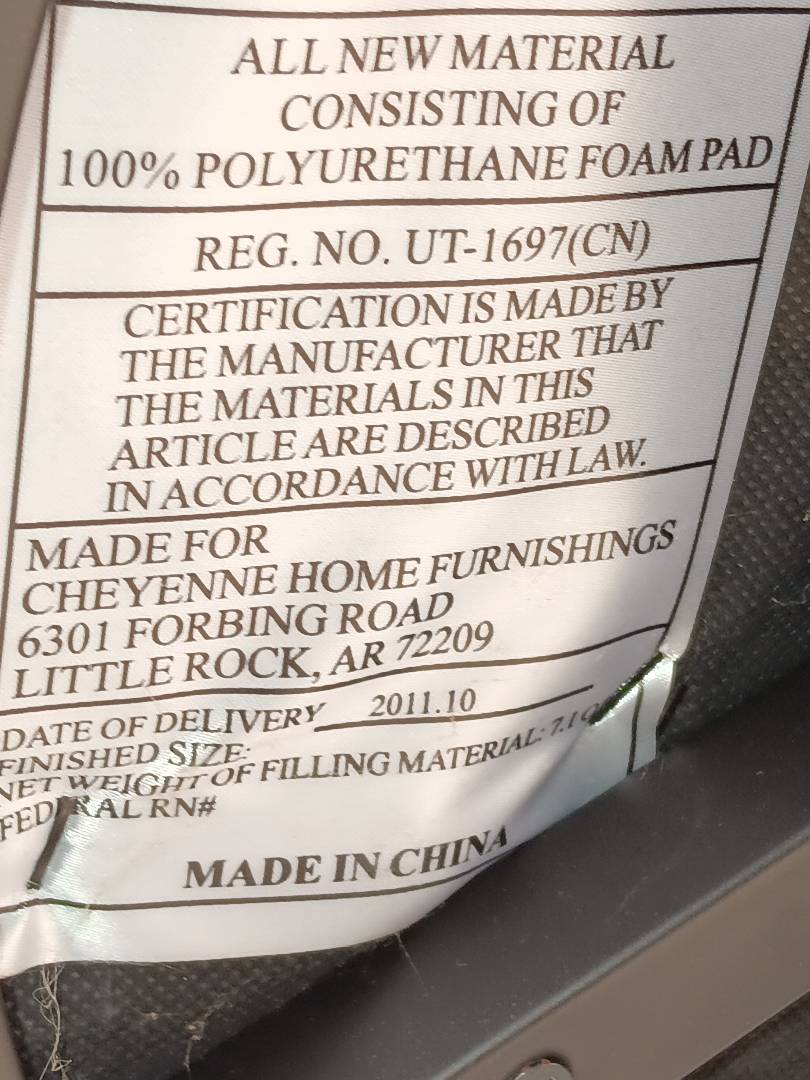 ALL NEW MATERIAL
CONSISTING OF
100% POLYURETHANE FOAM PAD
REG. NO. UT-1697(CN)
CERTIFICATION IS MADE BY
THE MANUFACTURER THAT
THE MATERIALS IN THIS
ARTICLE ARE DESCRIBED
IN ACCORDANCE WITH LAW.
MADE FOR
CHEYENNE HOME FURNISHINGS
6301 FORBING ROAD
LITTLE ROCK, AR 72209
DATE OF DELIVERY 2011.10
FINISHED SIZE:
NET WEIGHT OF FILLING MATERIAL: 7.1
FEDERAL RN#
MADE IN CHINA